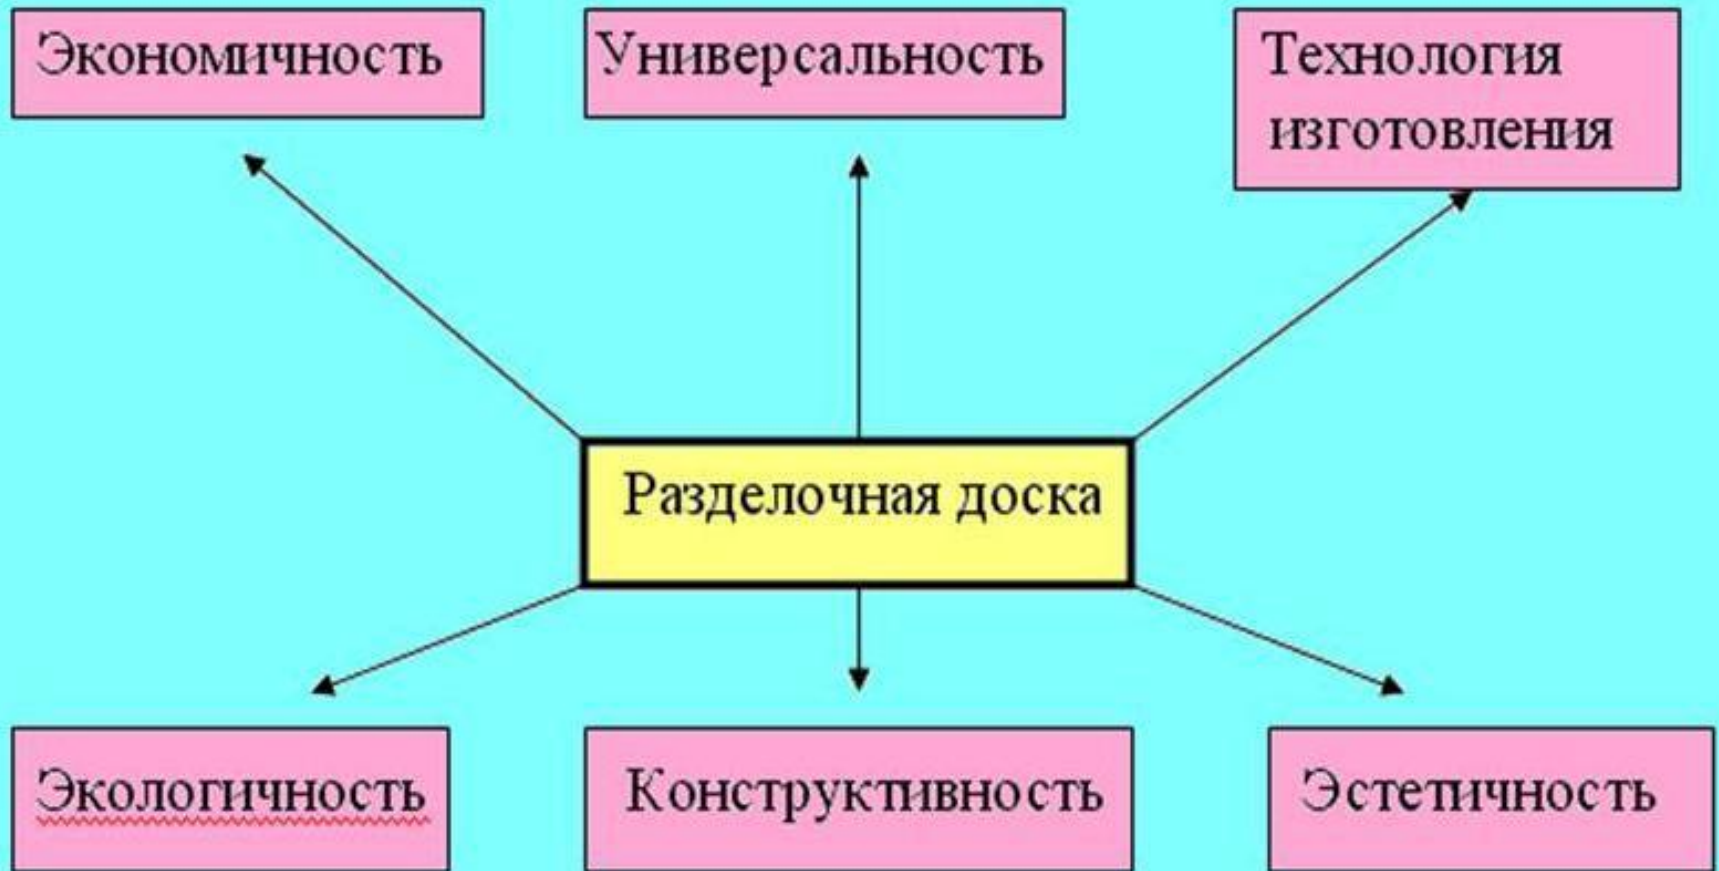 Экономичность
Универсальность
Технология
изготовления
Разделочная доска
Экологичность
Конструктивность
Эстетичность